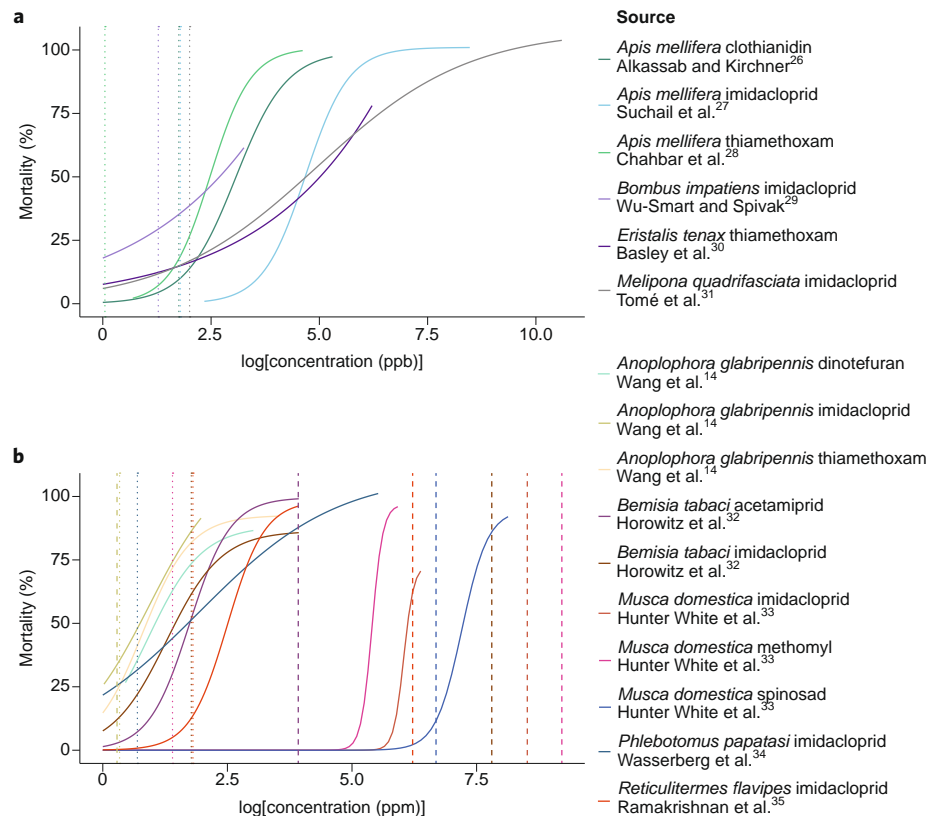 a
100
75
50
25
0
Mortality (%)
0 2.5 5.0 7.5 10.0
log[concentration (ppb)]
b
100
75
50
25
0
Mortality (%)
0 2.5 5.0 7.5
log[concentration (ppm)]
Source
Apis mellifera clothianidin
Alkassab and Kirchner26
Apis mellifera imidacloprid
Suchail et al.27
Apis mellifera thiamethoxam
Chahbar et al.28
Bombus impatiens imidacloprid
Wu-Smart and Spivak29
Eristalis tenax thiamethoxam
Basley et al.30
Melipona quadrifasciata imidacloprid
Tomé et al.31
Anoplophora glabripennis dinotefuran
Wang et al.14
Anoplophora glabripennis imidacloprid
Wang et al.14
Anoplophora glabripennis thiamethoxam
Wang et al.14
Bemisia tabaci acetamiprid
Horowitz et al.32
Bemisia tabaci imidacloprid
Horowitz et al.32
Musca domestica imidacloprid
Hunter White et al.33
Musca domestica methomyl
Hunter White et al.33
Musca domestica spinosad
Hunter White et al.33
Phlebotomus papatasi imidacloprid
Wasserberg et al.34
Reticulitermes flavipes imidacloprid
Ramakrishnan et al.35